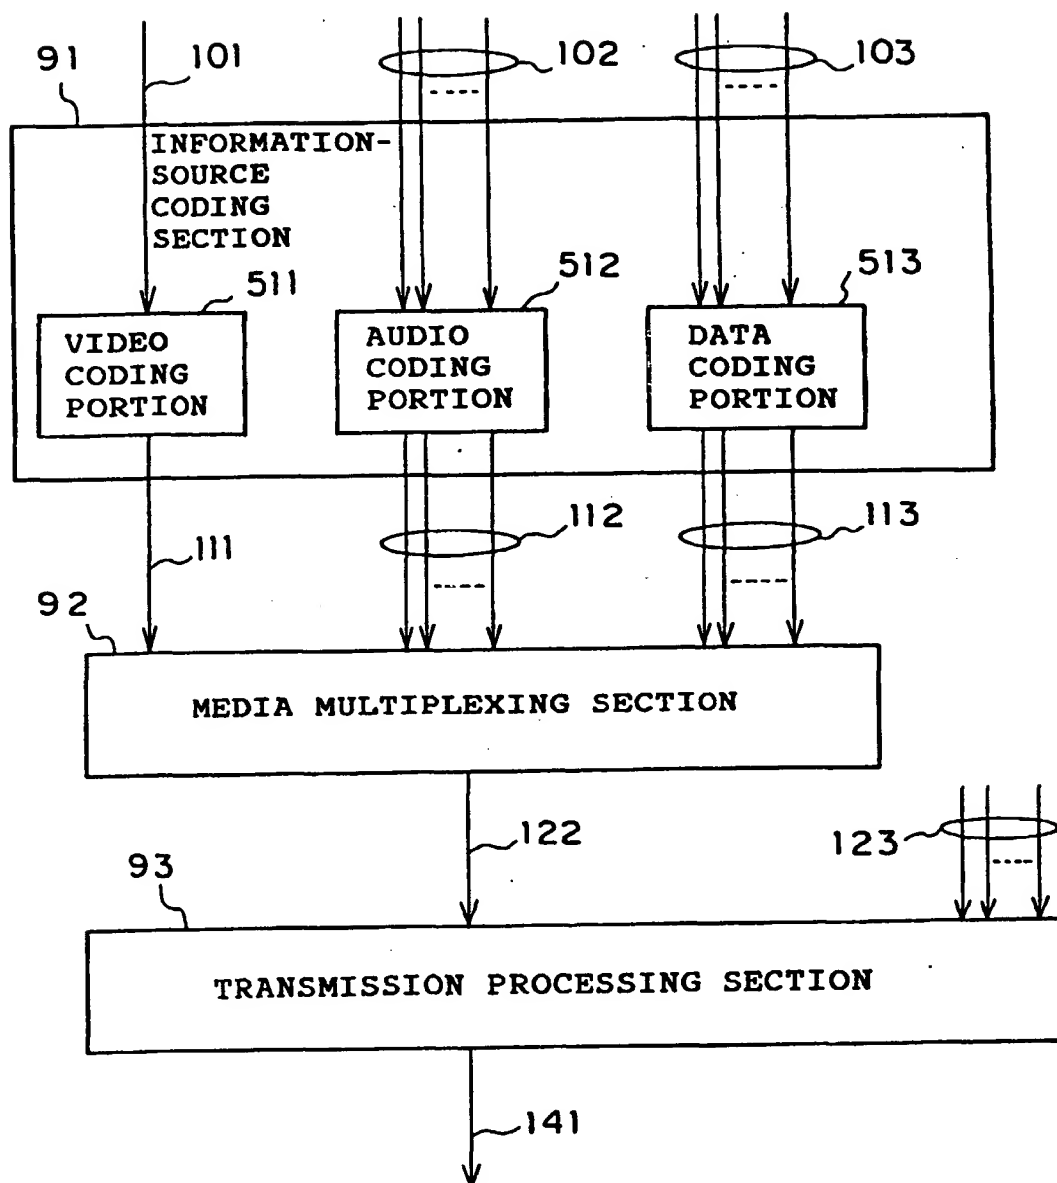 91
101
102
103
INFORMATION-
SOURCE
CODING
SECTION
511
512
513
VIDEO
CODING
PORTION
AUDIO
CODING
PORTION
DATA
CODING
PORTION
111
112
113
92
MEDIA MULTIPLEXING SECTION
122
123
93
TRANSMISSION PROCESSING SECTION
141